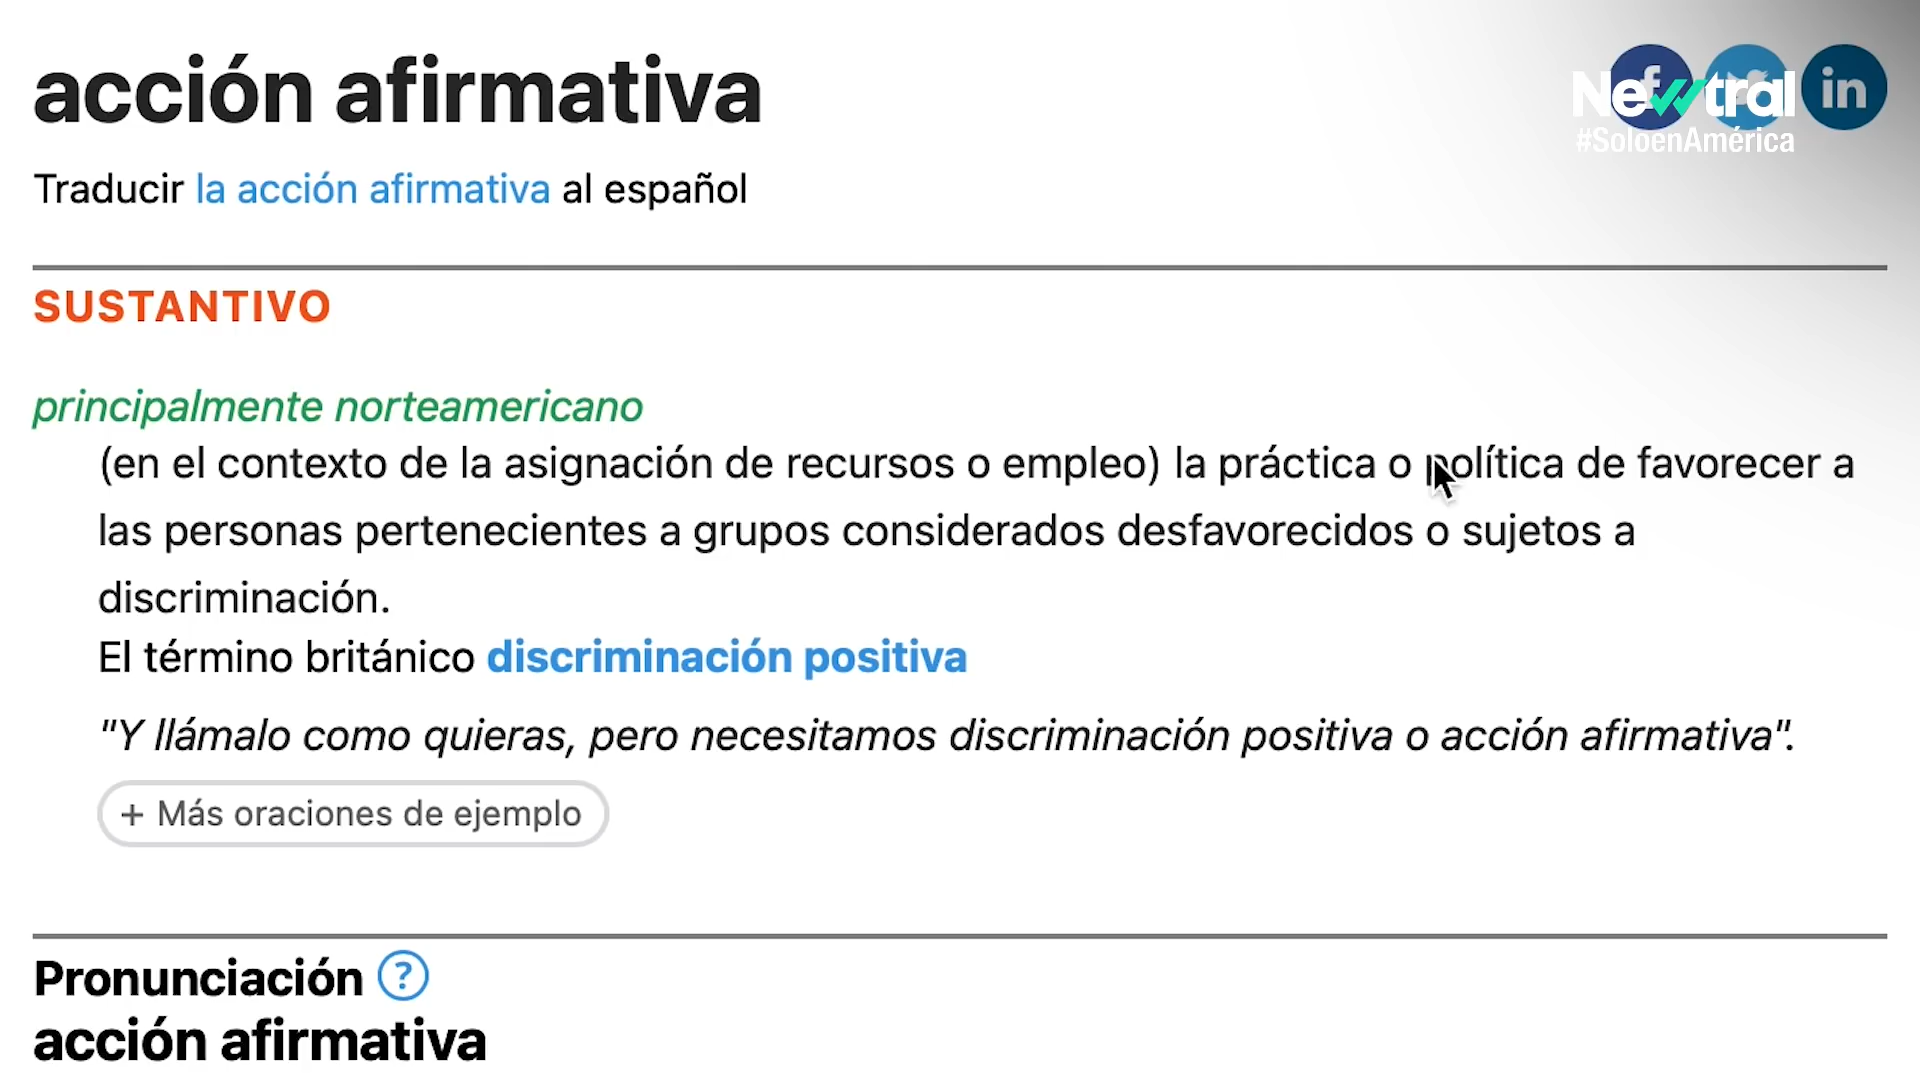 acción afirmativa
Newtral
#SoloenAmérica
in
Traducir la acción afirmativa al español
SUSTANTIVO
principalmente norteamericano
(en el contexto de la asignación de recursos o empleo) la práctica o política de favorecer a
las personas pertenecientes a grupos considerados desfavorecidos o sujetos a
discriminación.
El término británico discriminación positiva
"Y llámalo como quieras, pero necesitamos discriminación positiva o acción afirmativa".
+ Más oraciones de ejemplo
Pronunciación ?
acción afirmativa